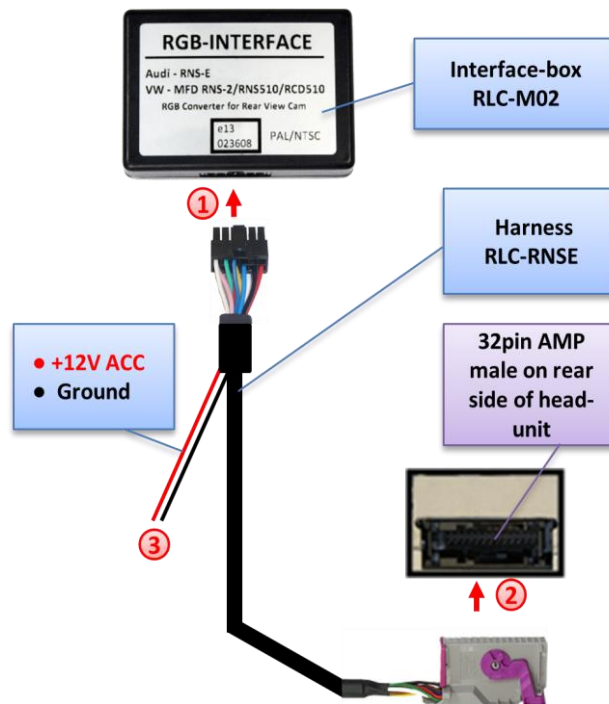 RGB-INTERFACE
Audi - RNS-E
VW - MFD RNS-2/RNS510/RCD510
RGB Converter for Rear View Cam
e13
023608
PAL/NTSC
Interface-box
RLC-M02
1
Harness
RLC-RNSE
● +12V ACC
● Ground
32pin AMP
male on rear
side of head-
unit
3
2